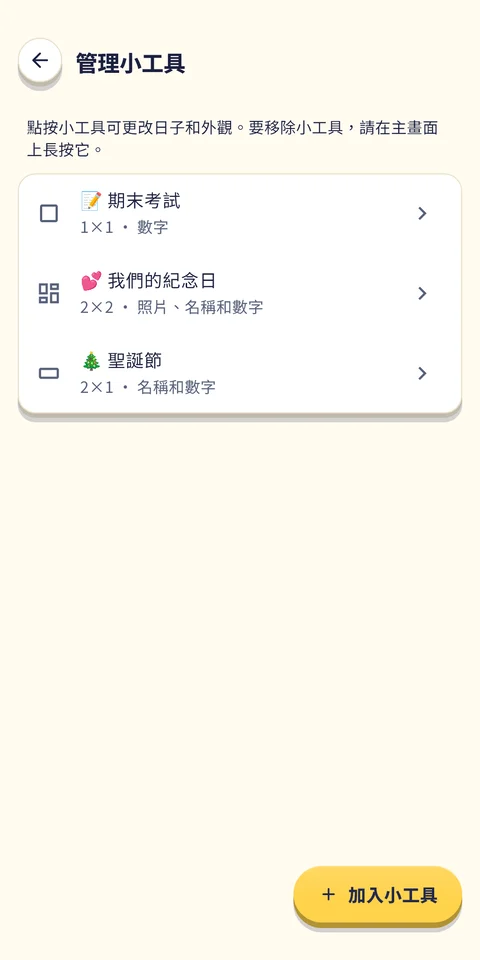 管理小工具
點按小工具可更改日子和外觀。要移除小工具，請在主畫面
上長按它。
📝 期末考試
1×1 • 數字
💕 我們的紀念日
2×2 • 照片、名稱和數字
🎄 聖誕節
2×1 • 名稱和數字
+ 加入小工具